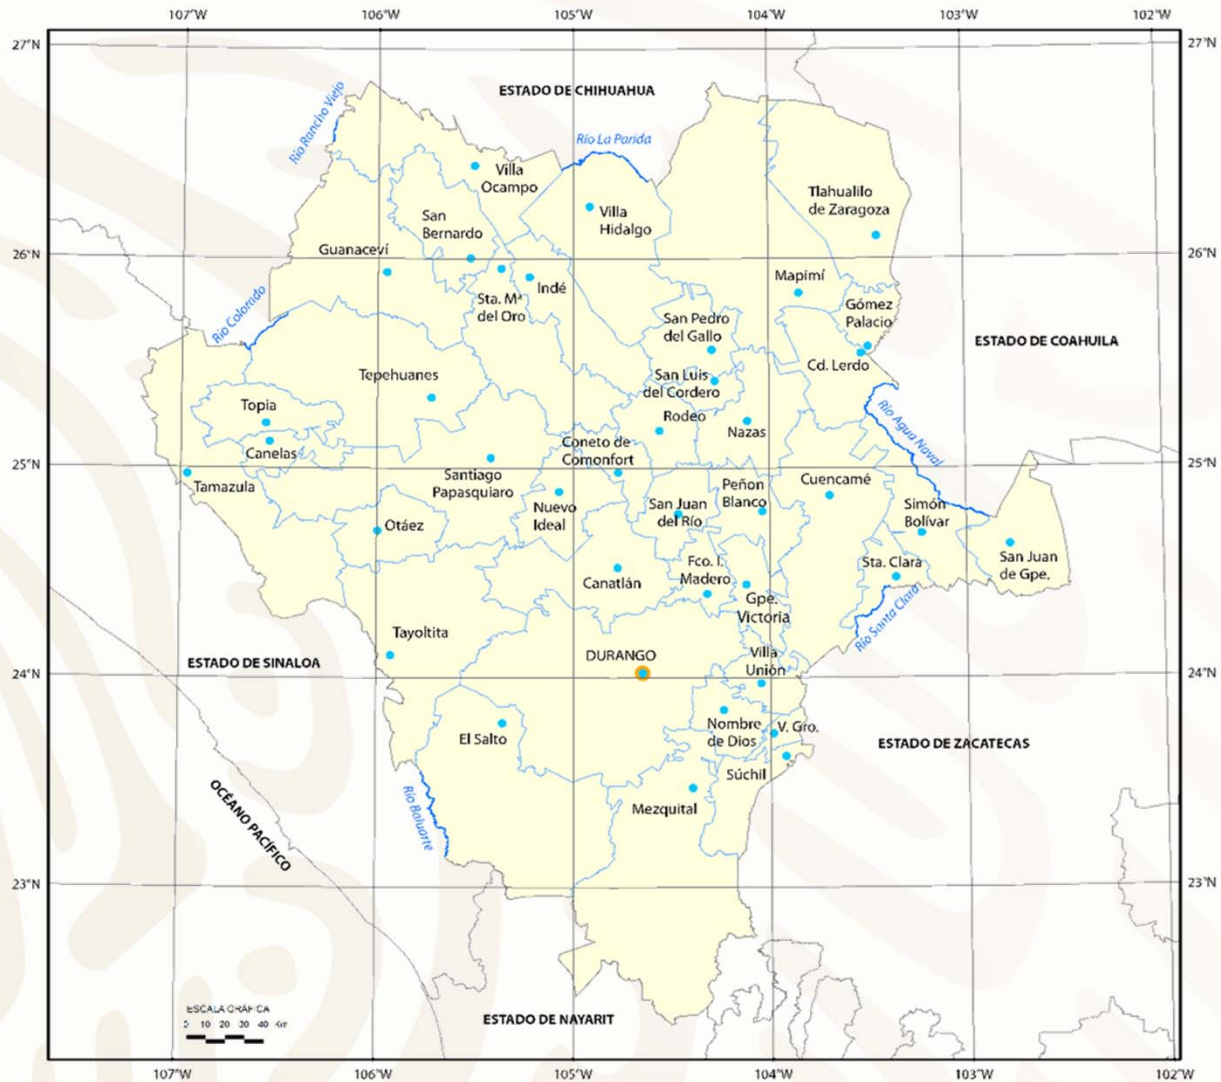 107°W 106°W 105°W 104°W 103°W 102°W
27°N 27°N
ESTADO DE CHIHUAHUA
Río Rancho Viejo
Río La Parida
Villa
Ocampo
Tlahualilo
de Zaragoza
San
Bernardo
Villa
Hidalgo
Guanaceví
26°N 26°N
Mapimí
Indé
Sta. Mª
del Oro
Río Colorado
Gómez
Palacio
San Pedro
del Gallo
ESTADO DE COAHUILA
Cd. Lerdo
Tepehuanes
San Luis
del Cordero
Topia
Rodeo
Río Agua Naval
Nazas
Canelas
Coneto de
Comonfort
25°N 25°N
Tamazula
Santiago
Papasquiaro
Cuencamé
Peñon
Blanco
Nuevo
Ideal
San Juan
del Río
Simón
Bolívar
Otáez
San Juan
de Gpe.
Sta. Clara
Fco. I.
Madero
Canatlán
Gpe.
Victoria
Río Santa Clara
Tayoltita
DURANGO
Villa
Unión
ESTADO DE SINALOA
24°N 24°N
El Salto
Nombre
de Dios
V. Gro.
ESTADO DE ZACATECAS
Súchil
Río Baluarte
Mezquital
OCÉANO PACÍFICO
23°N 23°N
ESCALA GRÁFICA
10 20 30 40 Km
ESTADO DE NAYARIT
107°W 106°W 105°W 104°W 103°W 102°W